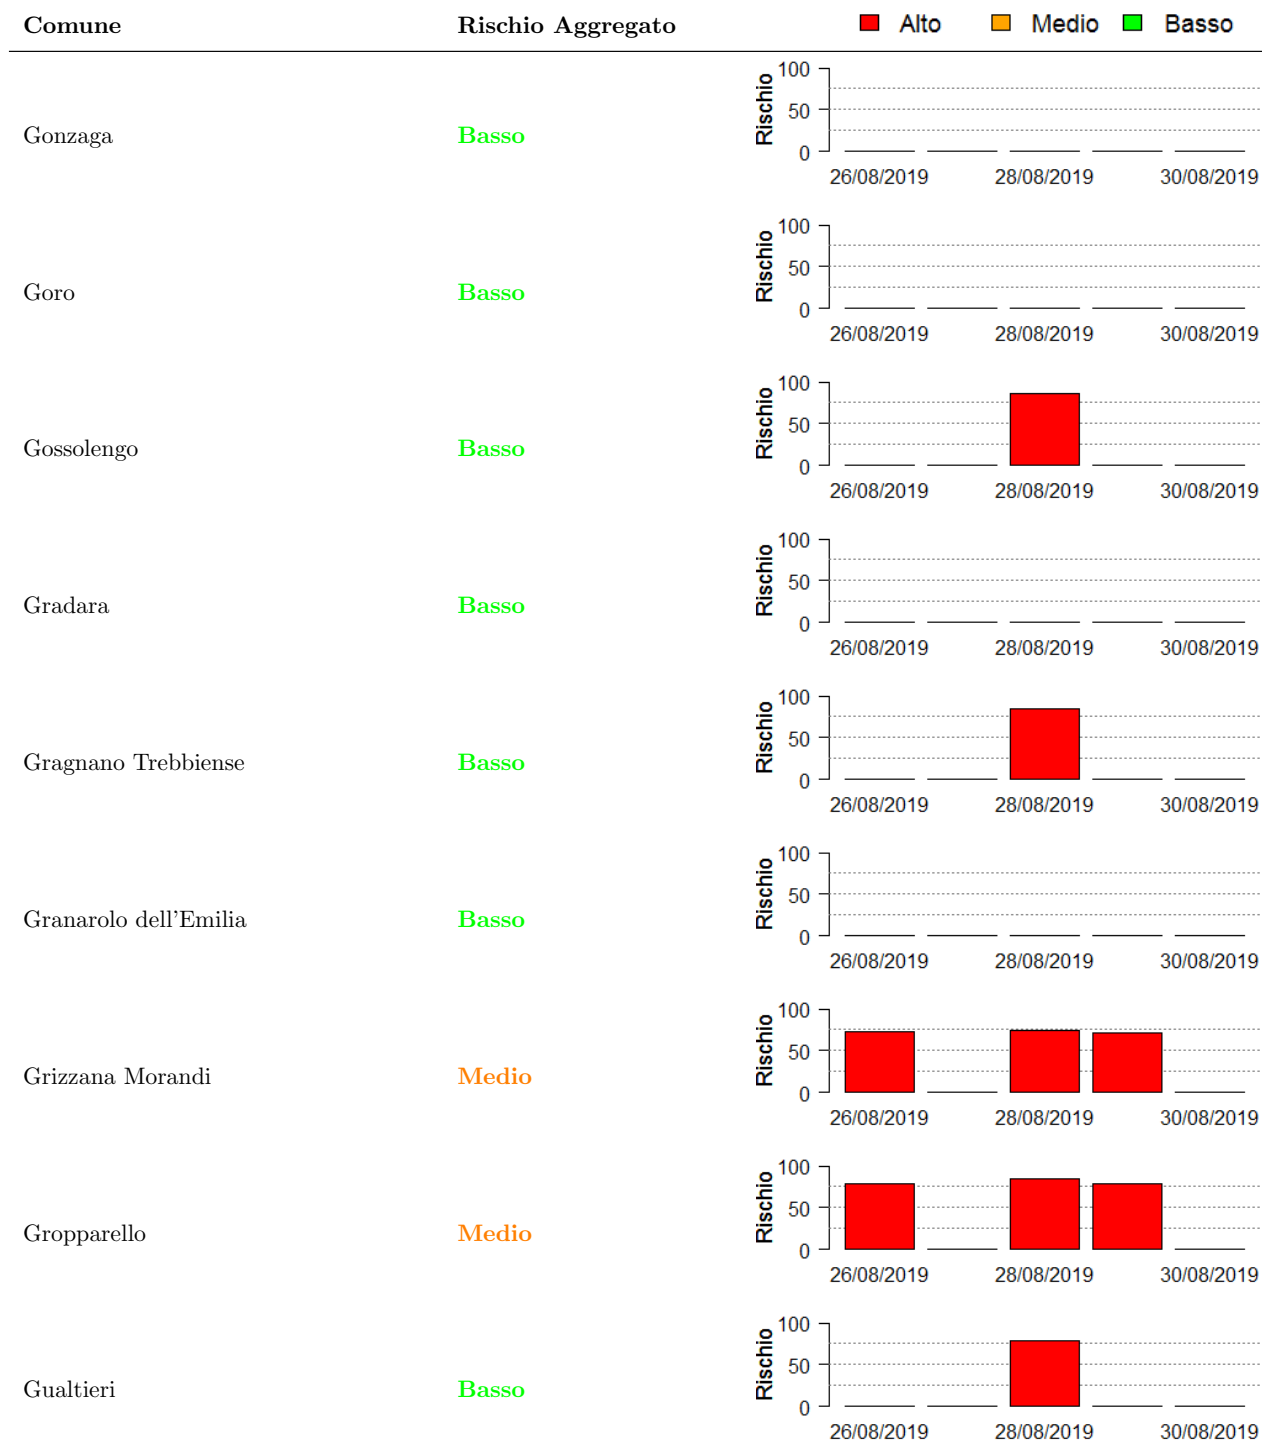 Comune Rischio Aggregato Alto Medio Basso
Gonzaga Basso Rischio 100 50 0
26/08/2019 28/08/2019 30/08/2019
Goro Basso Rischio 100 50 0
26/08/2019 28/08/2019 30/08/2019
Gossolengo Basso Rischio 100 50 0
26/08/2019 28/08/2019 30/08/2019
Gradara Basso Rischio 100 50 0
26/08/2019 28/08/2019 30/08/2019
Gragnano Trebbiense Basso Rischio 100 50 0
26/08/2019 28/08/2019 30/08/2019
Granarolo dell'Emilia Basso Rischio 100 50 0
26/08/2019 28/08/2019 30/08/2019
Grizzana Morandi Medio Rischio 100 50 0
26/08/2019 28/08/2019 30/08/2019
Gropparello Medio Rischio 100 50 0
26/08/2019 28/08/2019 30/08/2019
Gualtieri Basso Rischio 100 50 0
26/08/2019 28/08/2019 30/08/2019